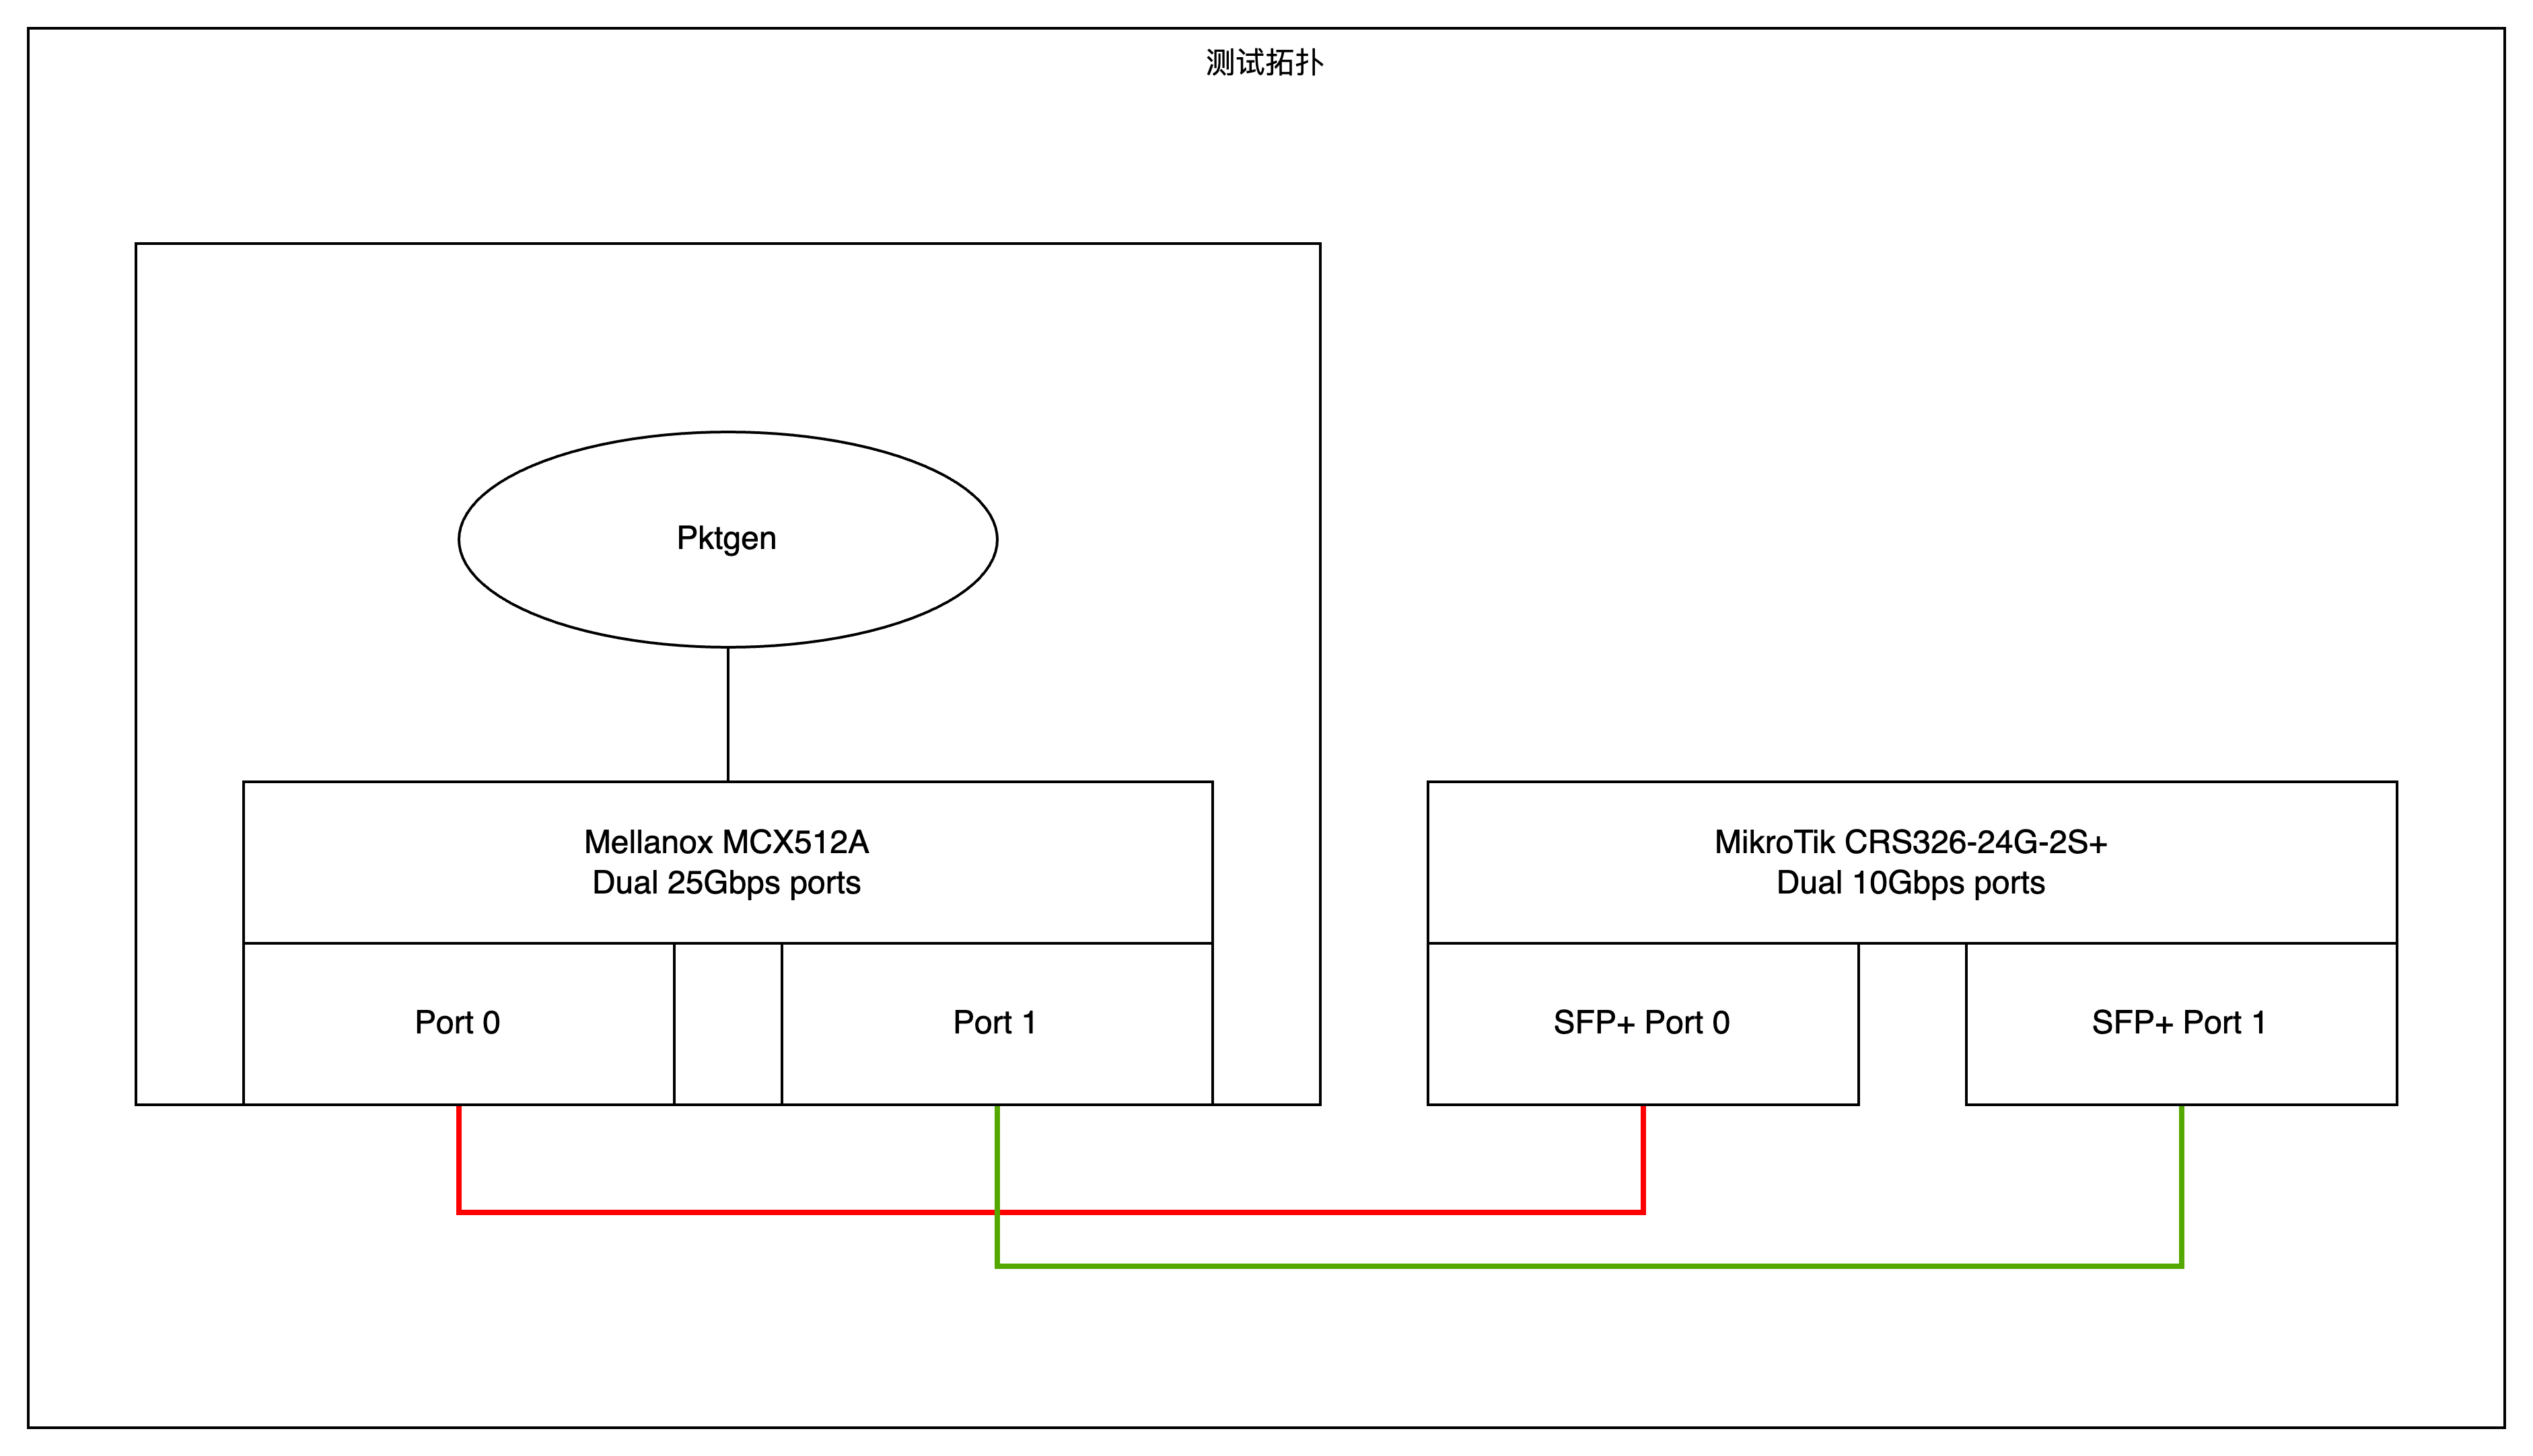 测试拓扑
Pktgen
Mellanox MCX512A
Dual 25Gbps ports
Port 0
Port 1
MikroTik CRS326-24G-2S+
Dual 10Gbps ports
SFP+ Port 0
SFP+ Port 1